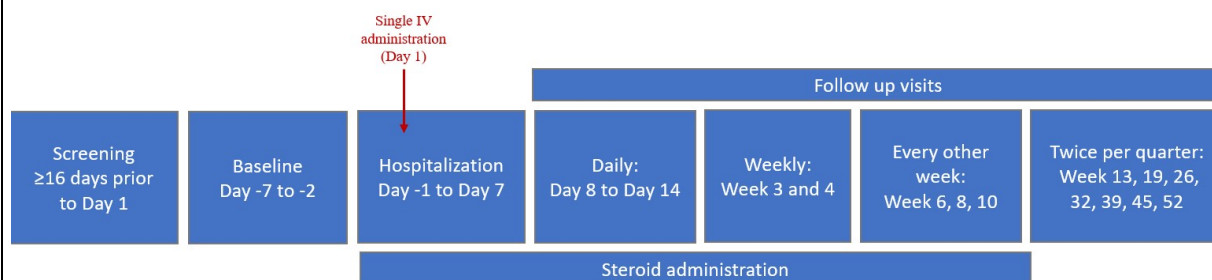 Single IV
administration
(Day 1)
Follow up visits
Screening
≥16 days prior
to Day 1
Baseline
Day -7 to -2
Hospitalization
Day -1 to Day 7
Daily:
Day 8 to Day 14
Weekly:
Week 3 and 4
Every other
week:
Week 6, 8, 10
Twice per quarter:
Week 13, 19, 26,
32, 39, 45, 52
Steroid administration